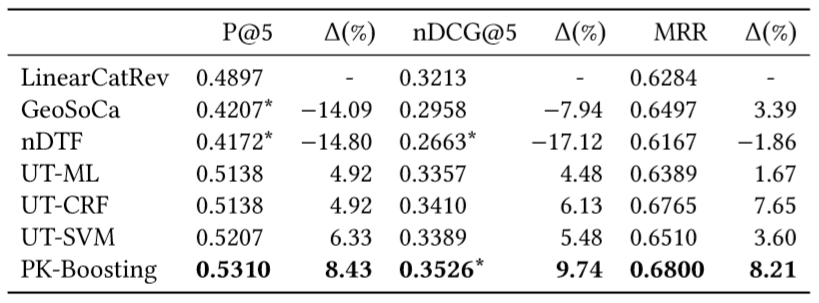 P@5 Δ(%) nDCG@5 Δ(%) MRR Δ(%)
LinearCatRev 0.4897 - 0.3213 - 0.6284 -
GeoSoCa 0.4207* −14.09 0.2958 −7.94 0.6497 3.39
nDTF 0.4172* −14.80 0.2663* −17.12 0.6167 −1.86
UT-ML 0.5138 4.92 0.3357 4.48 0.6389 1.67
UT-CRF 0.5138 4.92 0.3410 6.13 0.6765 7.65
UT-SVM 0.5207 6.33 0.3389 5.48 0.6510 3.60
PK-Boosting 0.5310 8.43 0.3526* 9.74 0.6800 8.21